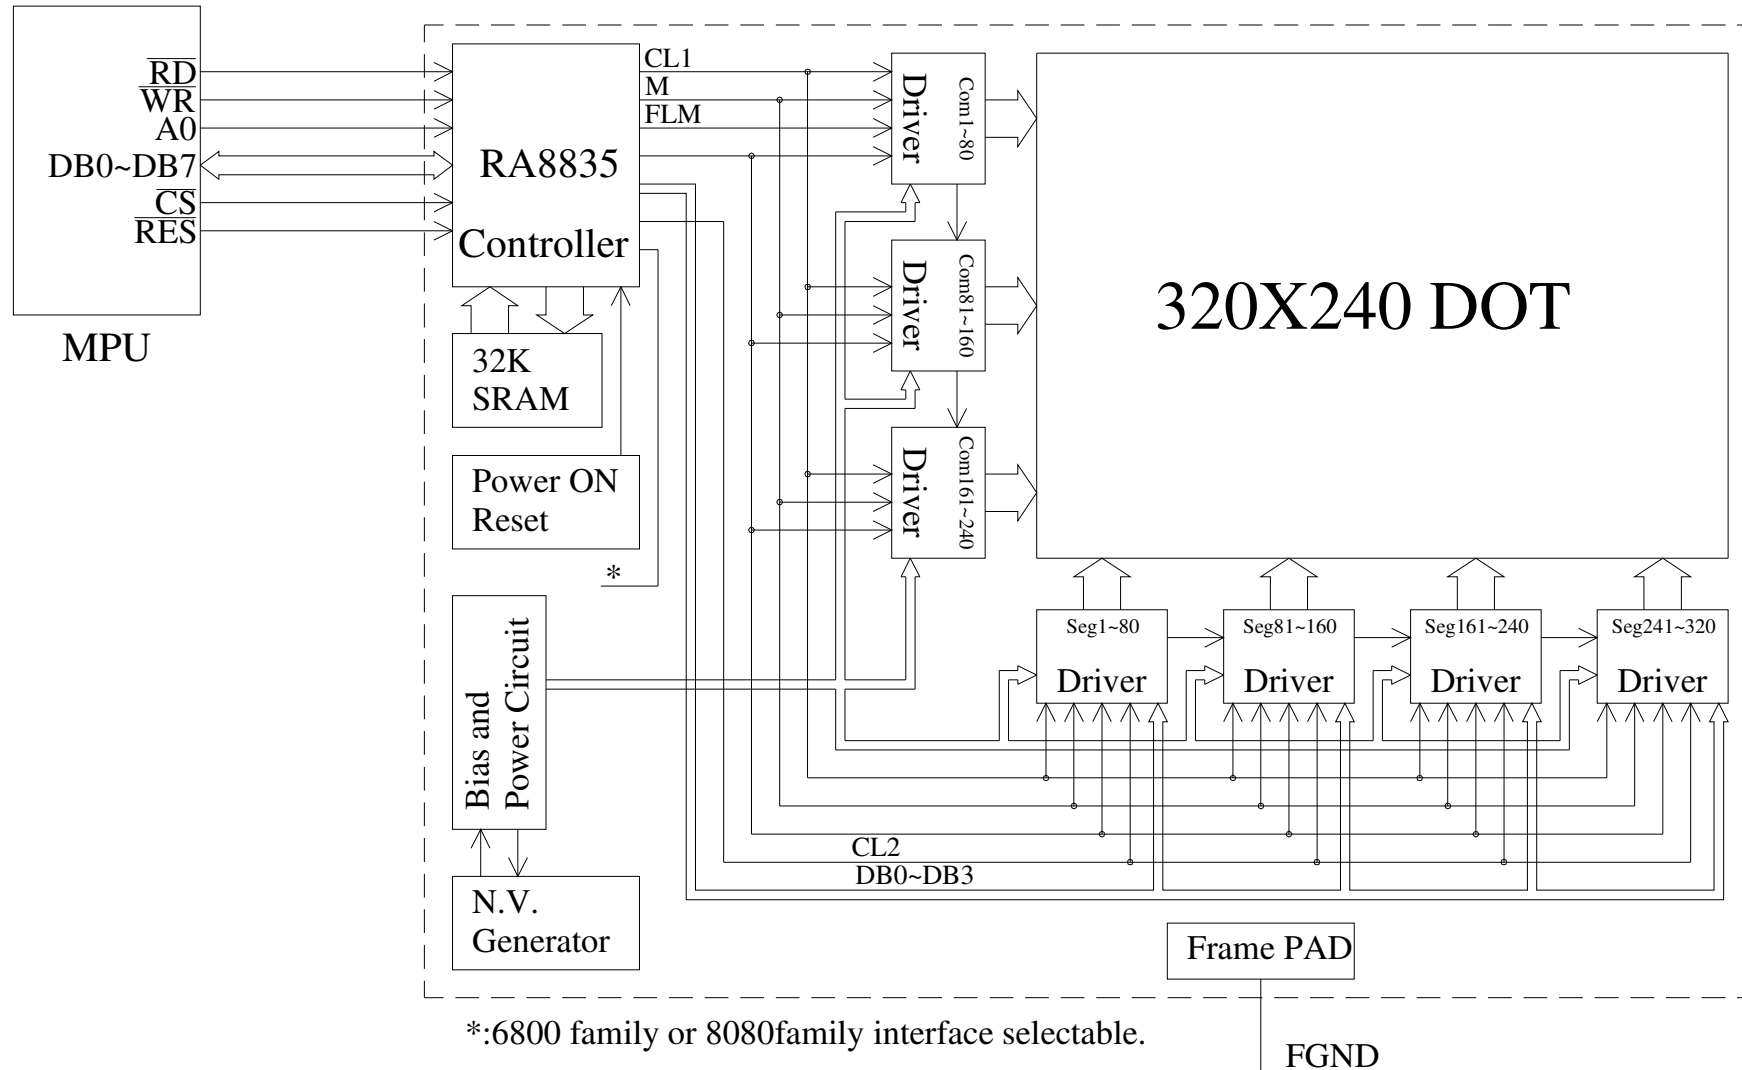 RD
WR
A0
DB0~DB7
CS
RES
MPU
RA8835
Controller
32K
SRAM
Power ON
Reset
*
Bias and
Power Circuit
N.V.
Generator
CL1
M
FLM
Driver
Com1~80
Driver
Com81~160
Driver
Com161~240
320X240 DOT
Seg1~80
Driver
Seg81~160
Driver
Seg161~240
Driver
Seg241~320
Driver
CL2
DB0~DB3
Frame PAD
*:6800 family or 8080family interface selectable.
FGND